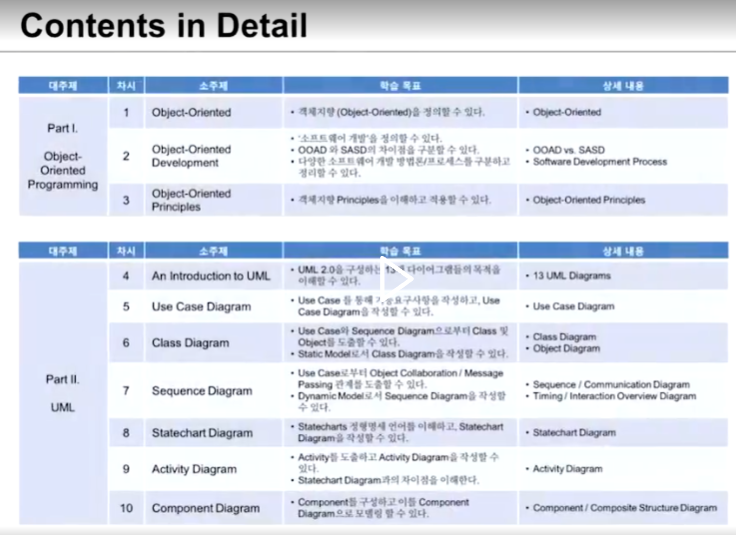 Contents in Detail
대주제 차시 소주제 학습 목표 상세 내용
Part I.
Object-
Oriented
Programming
1 Object-Oriented • 객체지향 (Object-Oriented)을 정의할 수 있다. • Object-Oriented
2 Object-Oriented
Development
• '소프트웨어 개발'을 정의할 수 있다.
• OOAD 와 SASD의 차이점을 구분할 수 있다.
• 다양한 소프트웨어 개발 방법론/프로세스를 구분하고
정리할 수 있다.
• OOAD vs. SASD
• Software Development Process
3 Object-Oriented
Principles
• 객체지향 Principles을 이해하고 적용할 수 있다.
• Object-Oriented Principles
대주제 차시 소주제 학습 목표 상세 내용
Part II.
UML
4 An Introduction to UML
• UML 2.0을 구성하는 다이어그램들의 목적을
이해할 수 있다.
• 13 UML Diagrams
5 Use Case Diagram
• Use Case 를 통해 요구사항을 작성하고, Use
Case Diagram을 작성할 수 있다.
• Use Case Diagram
6 Class Diagram
• Use Case와 Sequence Diagram으로부터 Class 및
Object를 도출할 수 있다.
• Static Model로서 Class Diagram을 작성할 수 있다.
• Class Diagram
• Object Diagram
7 Sequence Diagram
• Use Case로부터 Object Collaboration / Message
Passing 관계를 도출할 수 있다.
• Dynamic Model로서 Sequence Diagram을 작성할
수 있다.
• Sequence / Communication Diagram
• Timing / Interaction Overview Diagram
8 Statechart Diagram
• Statecharts 정형명세 언어를 이해하고, Statechart
Diagram을 작성할 수 있다.
• Statechart Diagram
9 Activity Diagram
• Activity를 도출하고 Activity Diagram을 작성할 수
있다.
• Statechart Diagram과의 차이점을 이해한다.
• Activity Diagram
10 Component Diagram
• Component를 구성하고 이를 Component
Diagram으로 모델링 할 수 있다.
• Component / Composite Structure Diagram